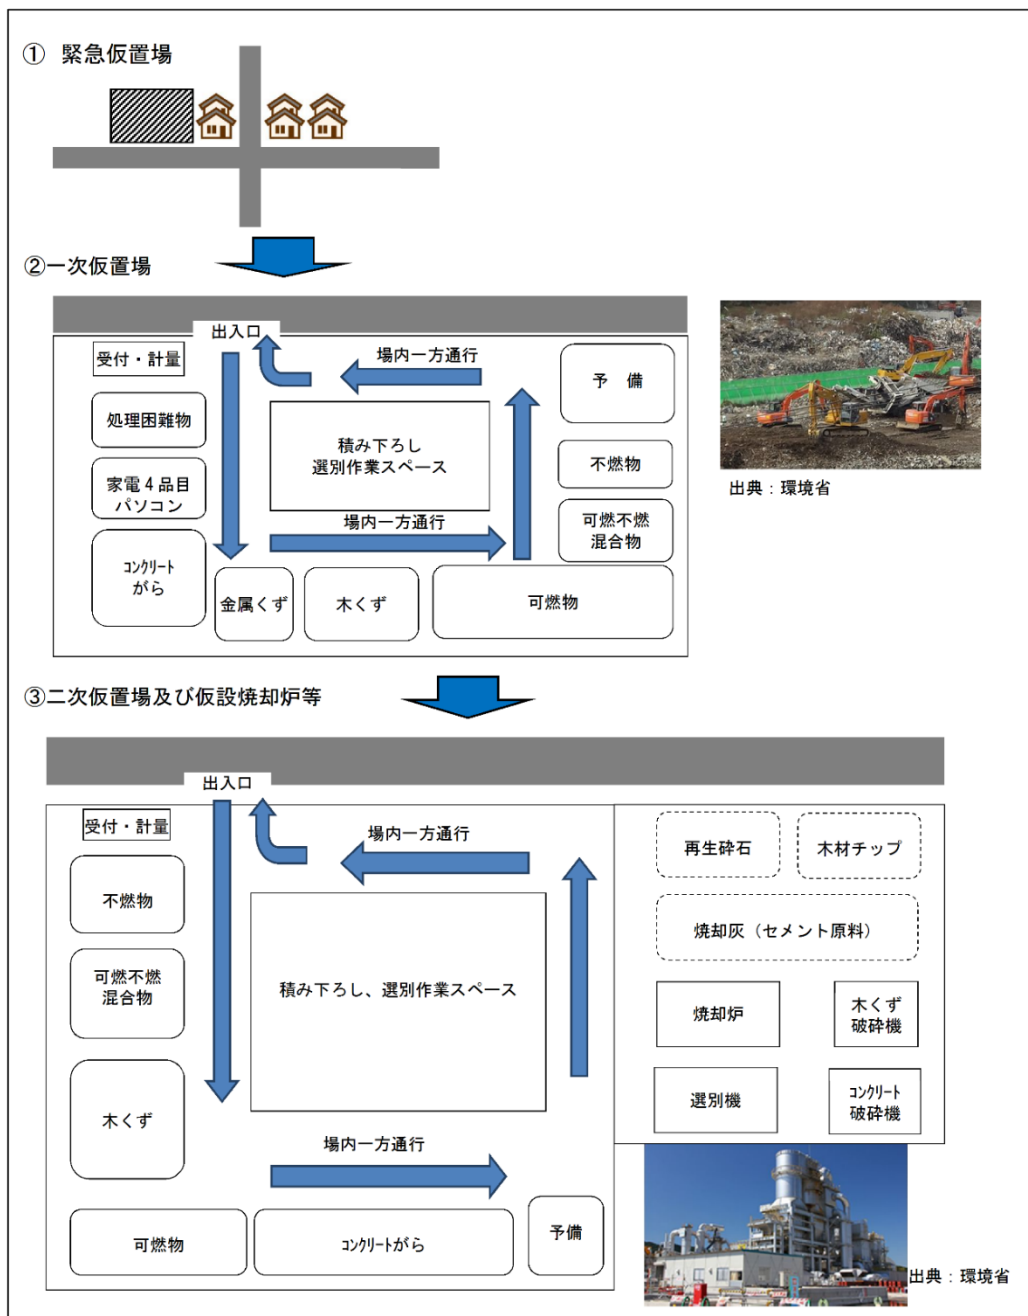 ① 緊急仮置場
②一次仮置場
出入口
受付・計量
場内一方通行
予 備
処理困難物
積み下ろし
選別作業スペース
不燃物
家電４品目
パソコン
出典：環境省
場内一方通行
可燃不燃
混合物
ｺﾝｸﾘｰﾄ
がら
金属くず
木くず
可燃物
③二次仮置場及び仮設焼却炉等
出入口
受付・計量
場内一方通行
再生砕石
木材チップ
不燃物
焼却灰（セメント原料）
可燃不燃
混合物
積み下ろし、選別作業スペース
焼却炉
木くず
破砕機
木くず
選別機
ｺﾝｸﾘｰﾄ
破砕機
場内一方通行
可燃物
ｺﾝｸﾘｰﾄがら
予備
出典：環境省